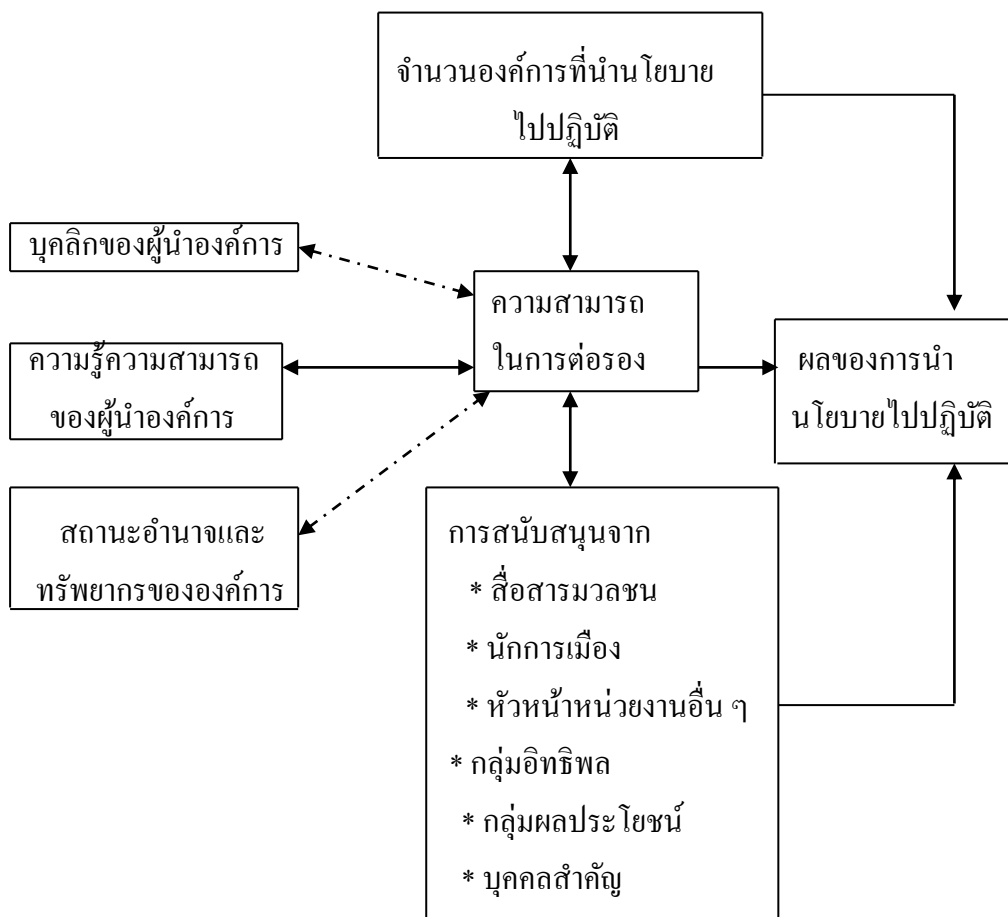 จำนวนองค์การที่นำนโยบาย
ไปปฏิบัติ
บุคลิกของผู้นำองค์การ
ความสามารถ
ในการต่อรอง
ความรู้ความสามารถ
ของผู้นำองค์การ
ผลของการนำ
นโยบายไปปฏิบัติ
สถานะอำนาจและ
ทรัพยากรขององค์การ
การสนับสนุนจาก
* สื่อสารมวลชน
* นักการเมือง
* หัวหน้าหน่วยงานอื่น ๆ
* กลุ่มอิทธิพล
* กลุ่มผลประโยชน์
* บุคคลสำคัญ